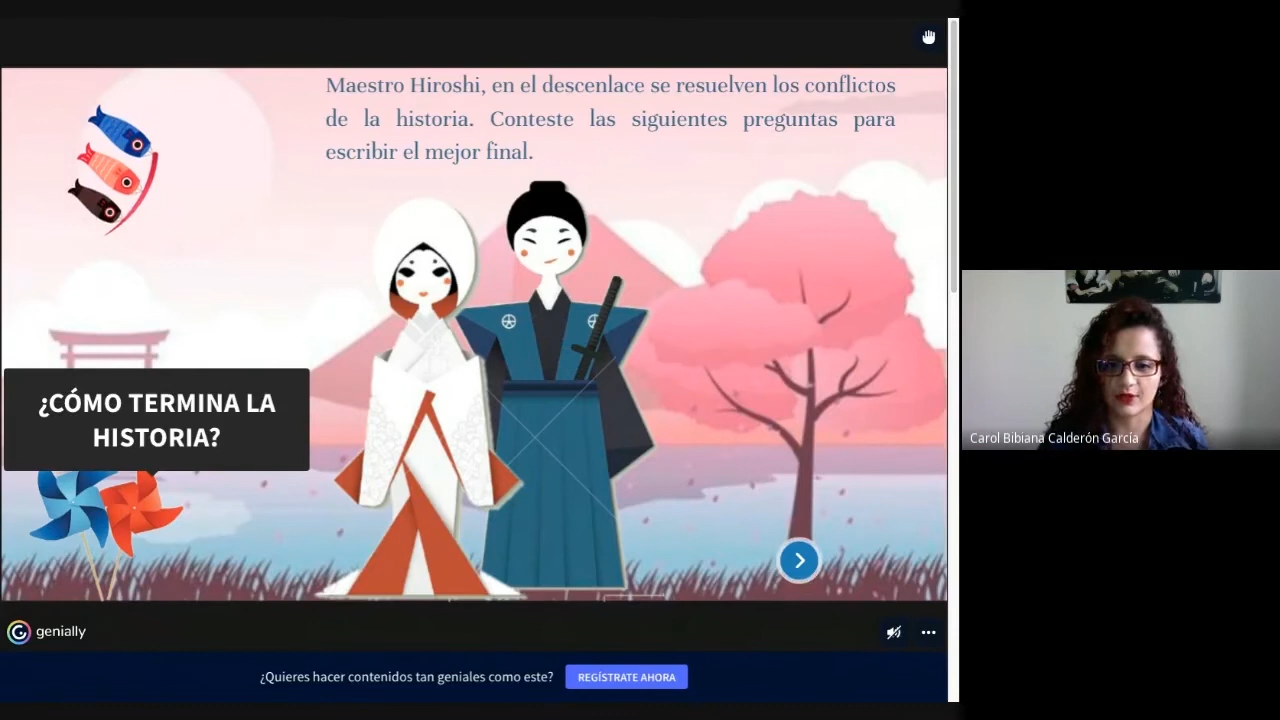 Maestro Hiroshi, en el descenlace se resuelven los conflictos
de la historia. Conteste las siguientes preguntas para
escribir el mejor final.
¿CÓMO TERMINA LA
HISTORIA?
Carol Bibiana Calderón García
genially
¿Quieres hacer contenidos tan geniales como este?
REGÍSTRATE AHORA